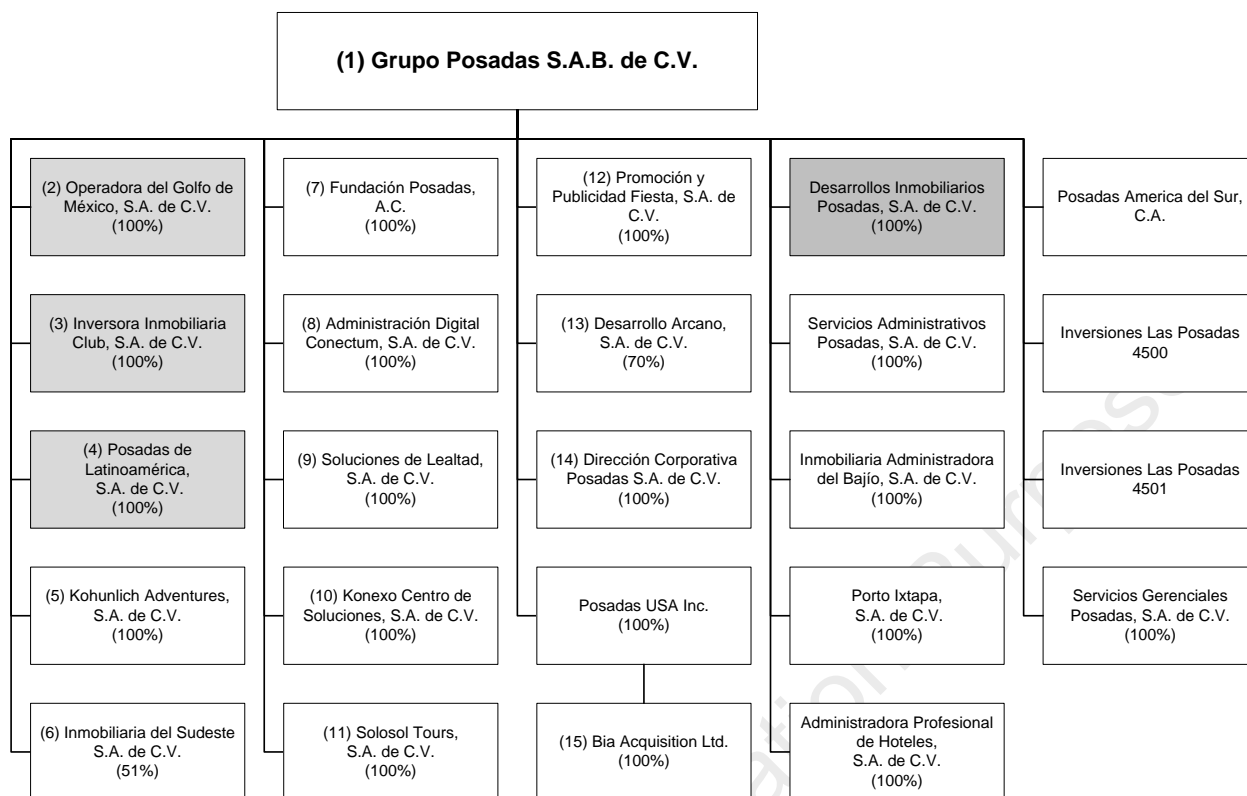 (1) Grupo Posadas S.A.B. de C.V.
(2) Operadora del Golfo de
México, S.A. de C.V.
(100%)
(3) Inversora Inmobiliaria
Club, S.A. de C.V.
(100%)
(4) Posadas de
Latinoamérica,
S.A. de C.V.
(100%)
(5) Kohunlich Adventures,
S.A. de C.V.
(100%)
(6) Inmobiliaria del Sudeste
S.A. de C.V.
(51%)
(7) Fundación Posadas,
A.C.
(100%)
(8) Administración Digital
Conectum, S.A. de C.V.
(100%)
(9) Soluciones de Lealtad,
S.A. de C.V.
(100%)
(10) Konexo Centro de
Soluciones, S.A. de C.V.
(100%)
(11) Solosol Tours,
S.A. de C.V.
(100%)
(12) Promoción y
Publicidad Fiesta, S.A. de
C.V.
(100%)
(13) Desarrollo Arcano,
S.A. de C.V.
(70%)
(14) Dirección Corporativa
Posadas S.A. de C.V.
(100%)
Posadas USA Inc.
(100%)
(15) Bia Acquisition Ltd.
(100%)
Desarrollos Inmobiliarios
Posadas, S.A. de C.V.
(100%)
Servicios Administrativos
Posadas, S.A. de C.V.
(100%)
Inmobiliaria Administradora
del Bajío, S.A. de C.V.
(100%)
Porto Ixtapa,
S.A. de C.V.
(100%)
Administradora Profesional
de Hoteles,
S.A. de C.V.
(100%)
Posadas America del Sur,
C.A.
Inversiones Las Posadas
4500
Inversiones Las Posadas
4501
Servicios Gerenciales
Posadas, S.A. de C.V.
(100%)